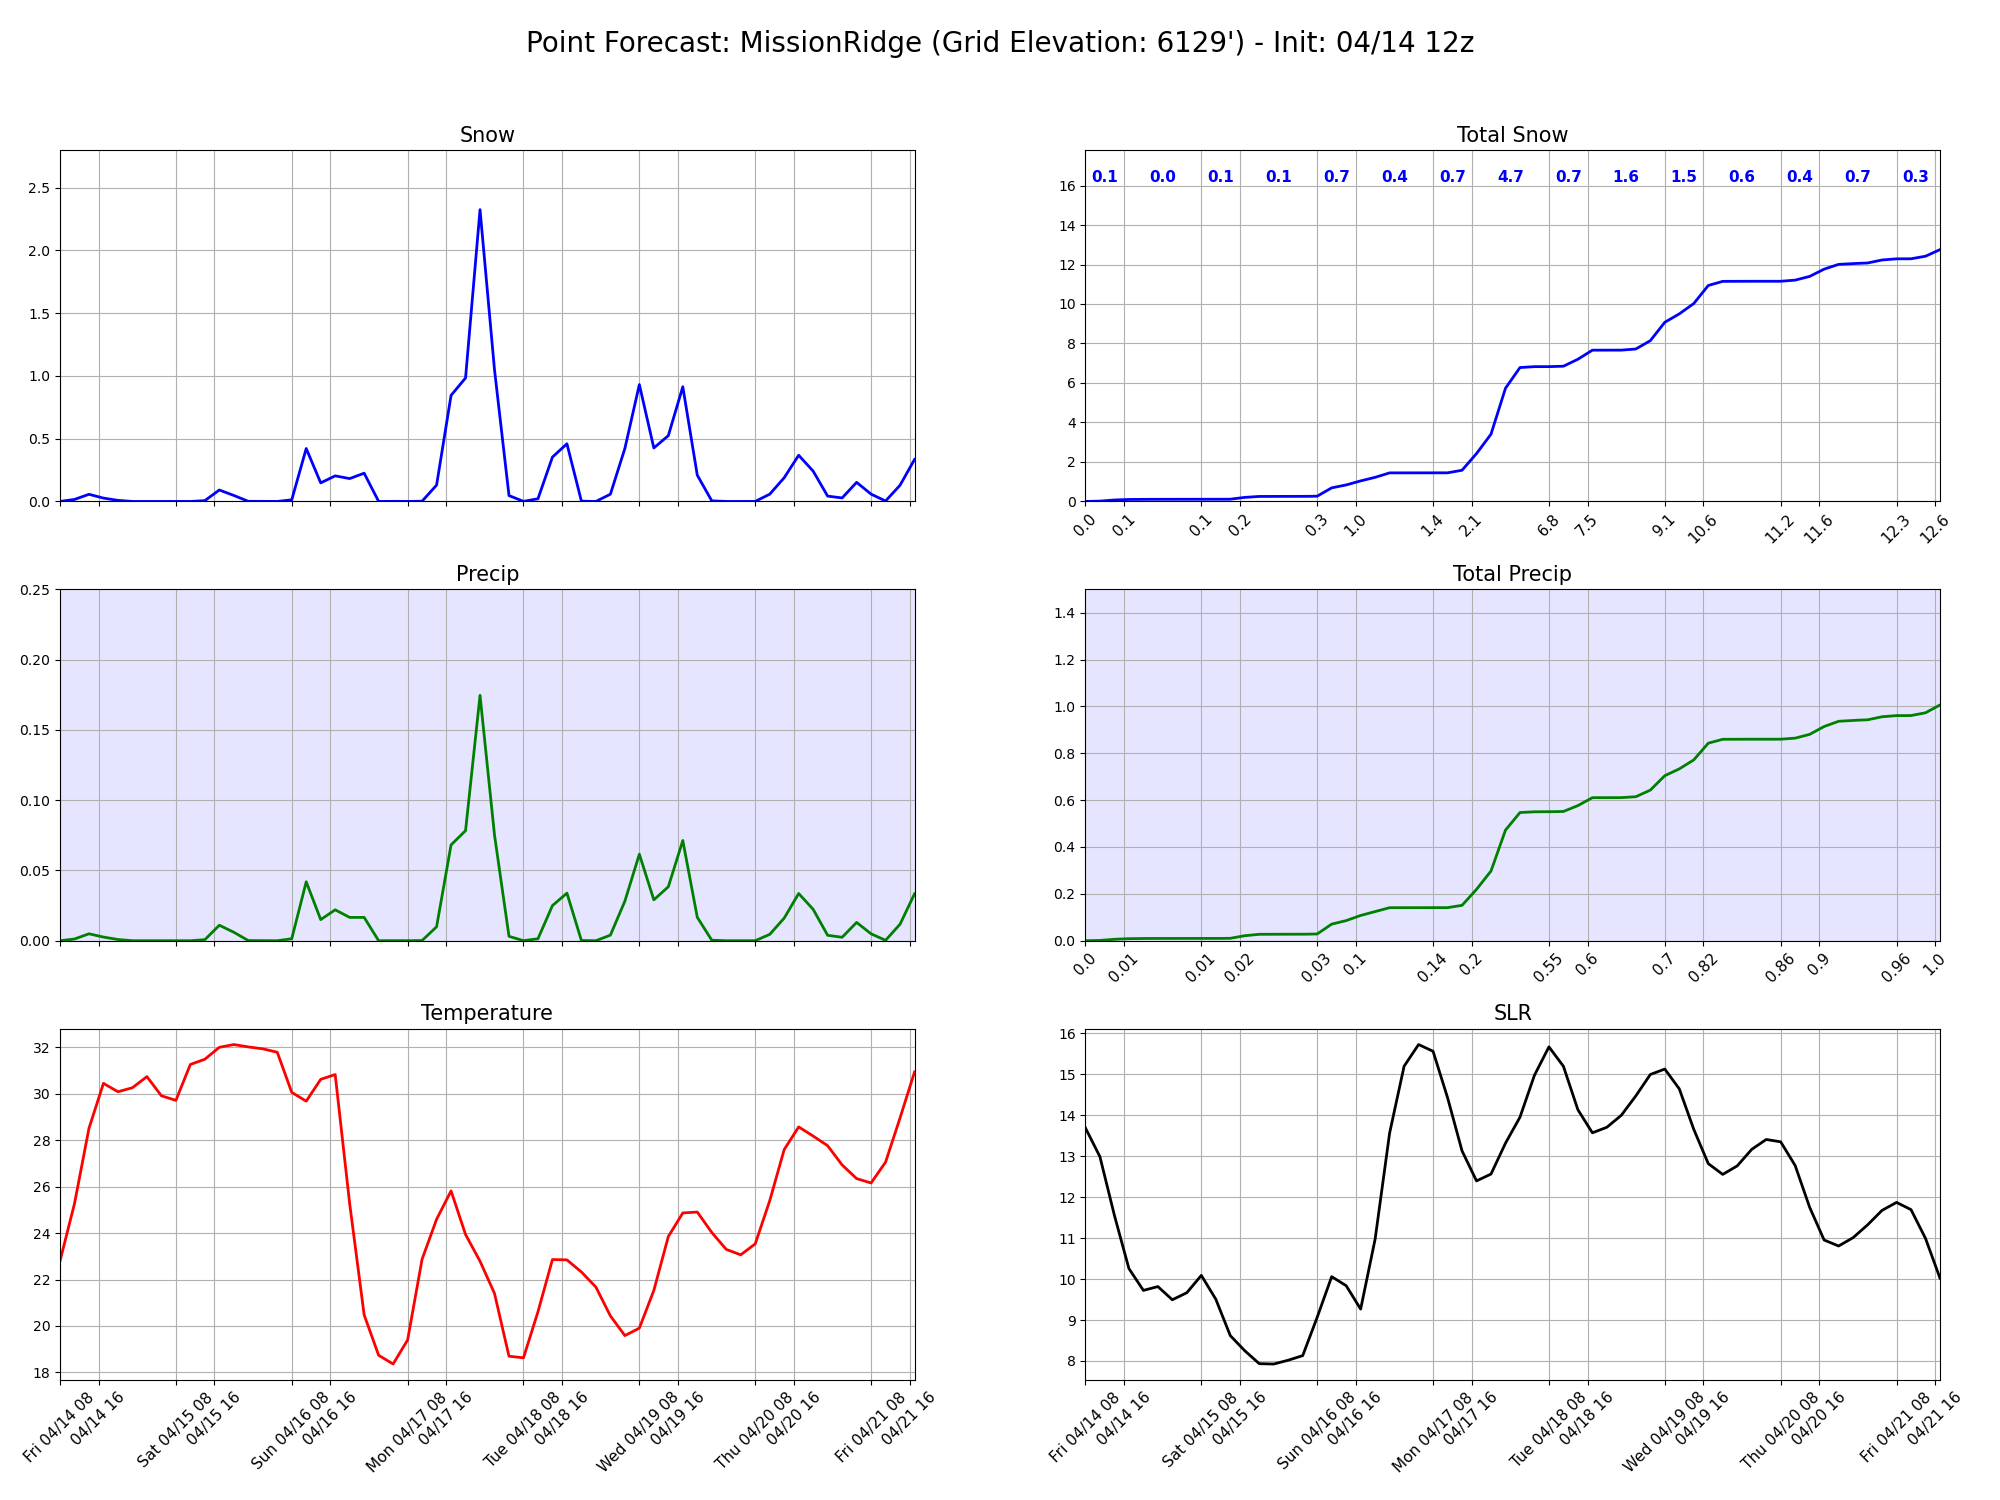 Point Forecast: MissionRidge (Grid Elevation: 6129') - Init: 04/14 12z
Snow
2.5
2.0
1.5
1.0
0.5
0.0
Total Snow
0.1 0.0 0.1 0.1 0.7 0.4 0.7 4.7 0.7 1.6 1.5 0.6 0.4 0.7 0.3
16
14
12
10
8
6
4
2
0
0.0 0.1 0.1 0.2 0.3 1.0 1.4 2.1 6.8 7.5 9.1 10.6 11.2 11.6 12.3 12.6
Precip
0.25
0.20
0.15
0.10
0.05
0.00
Total Precip
1.4
1.2
1.0
0.8
0.6
0.4
0.2
0.0
0.0 0.01 0.01 0.02 0.03 0.1 0.14 0.2 0.55 0.6 0.7 0.82 0.86 0.9 0.96 1.0
Temperature
32
30
28
26
24
22
20
18
Fri 04/14 08
04/14 16
Sat 04/15 08
04/15 16
Sun 04/16 08
04/16 16
Mon 04/17 08
04/17 16
Tue 04/18 08
04/18 16
Wed 04/19 08
04/19 16
Thu 04/20 08
04/20 16
Fri 04/21 08
04/21 16
SLR
16
15
14
13
12
11
10
9
8
Fri 04/14 08
04/14 16
Sat 04/15 08
04/15 16
Sun 04/16 08
04/16 16
Mon 04/17 08
04/17 16
Tue 04/18 08
04/18 16
Wed 04/19 08
04/19 16
Thu 04/20 08
04/20 16
Fri 04/21 08
04/21 16